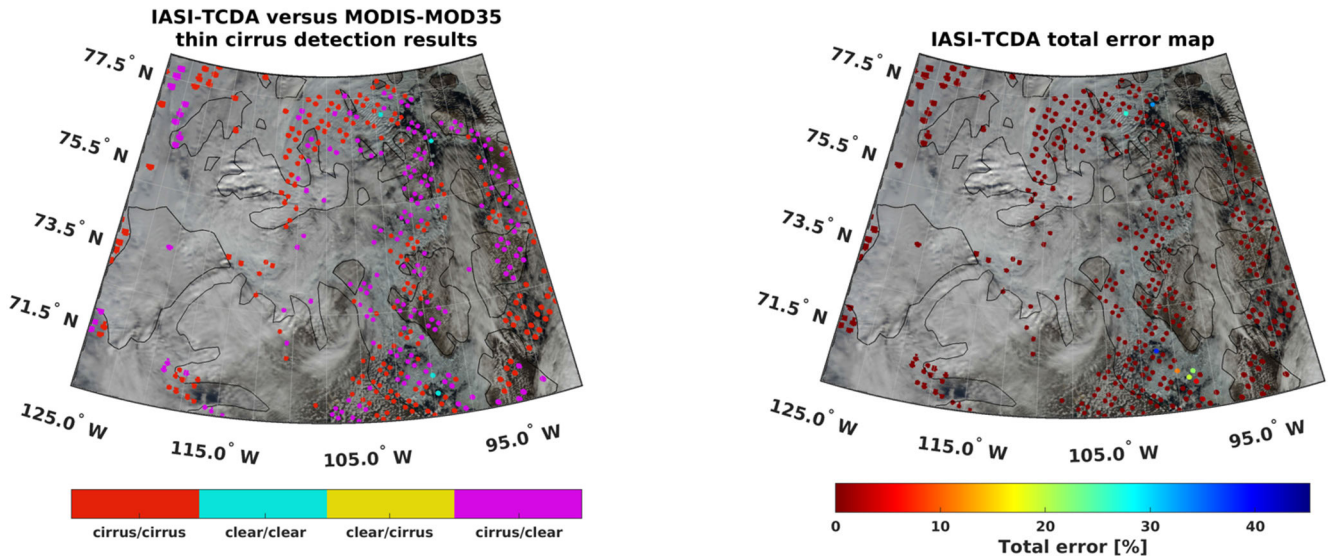 IASI-TCDA versus MODIS-MOD35
thin cirrus detection results
77.5° N
75.5° N
73.5° N
71.5° N
125.0° W
115.0° W
105.0° W
95.0° W
cirrus/cirrus
clear/clear
clear/cirrus
cirrus/clear
IASI-TCDA total error map
77.5° N
75.5° N
73.5° N
71.5° N
125.0° W
115.0° W
105.0° W
95.0° W
0
10
20
30
40
Total error [%]